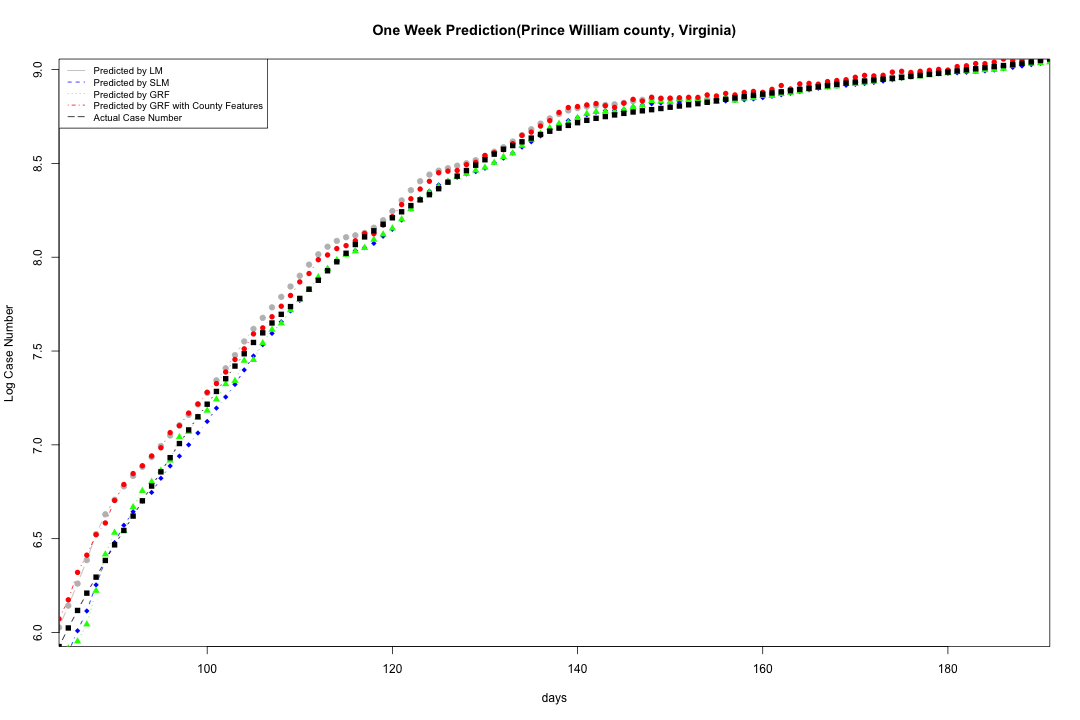 One Week Prediction(Prince William county, Virginia)
Predicted by LM
Predicted by SLM
Predicted by GRF
Predicted by GRF with County Features
Actual Case Number
Log Case Number
9.0
8.5
8.0
7.5
7.0
6.5
6.0
100 120 140 160 180
days